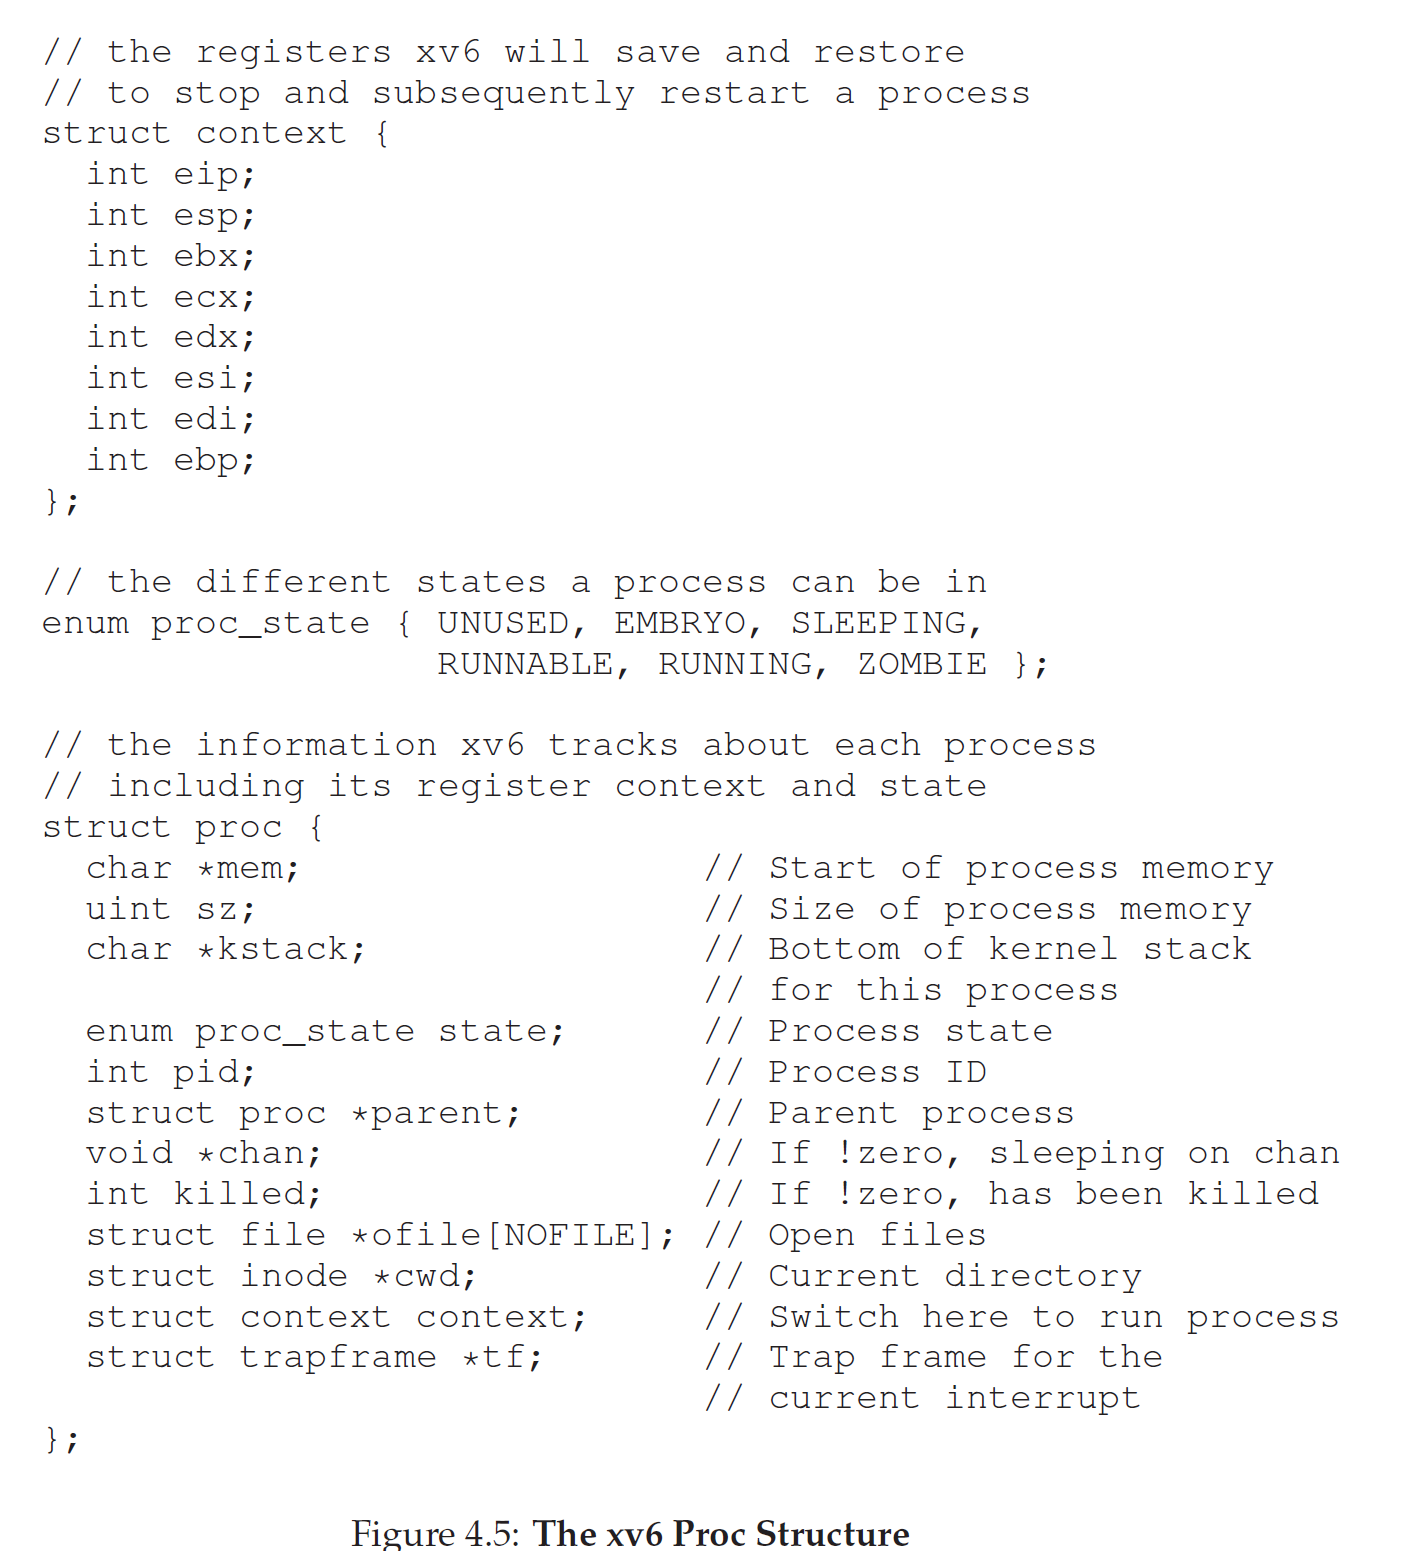 // the registers xv6 will save and restore
// to stop and subsequently restart a process
struct context {
  int eip;
  int esp;
  int ebx;
  int ecx;
  int edx;
  int esi;
  int edi;
  int ebp;
};

// the different states a process can be in
enum proc_state { UNUSED, EMBRYO, SLEEPING,
                  RUNNABLE, RUNNING, ZOMBIE };

// the information xv6 tracks about each process
// including its register context and state
struct proc {
  char *mem;                  // Start of process memory
  uint sz;                    // Size of process memory
  char *kstack;               // Bottom of kernel stack
                              // for this process
  enum proc_state state;      // Process state
  int pid;                    // Process ID
  struct proc *parent;        // Parent process
  void *chan;                 // If !zero, sleeping on chan
  int killed;                 // If !zero, has been killed
  struct file *ofile[NOFILE]; // Open files
  struct inode *cwd;          // Current directory
  struct context context;     // Switch here to run process
  struct trapframe *tf;       // Trap frame for the
                              // current interrupt
};

Figure 4.5: The xv6 Proc Structure